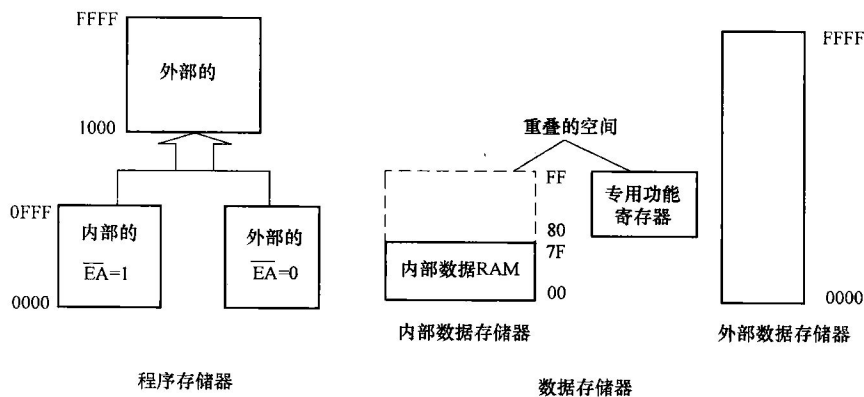 FFFF
外部的
1000
0FFF
内部的
EA=1
0000
外部的
EA=0
程序存储器
重叠的空间
FF
80
7F
00
内部数据RAM
内部数据存储器
专用功能
寄存器
FFFF
0000
外部数据存储器
数据存储器